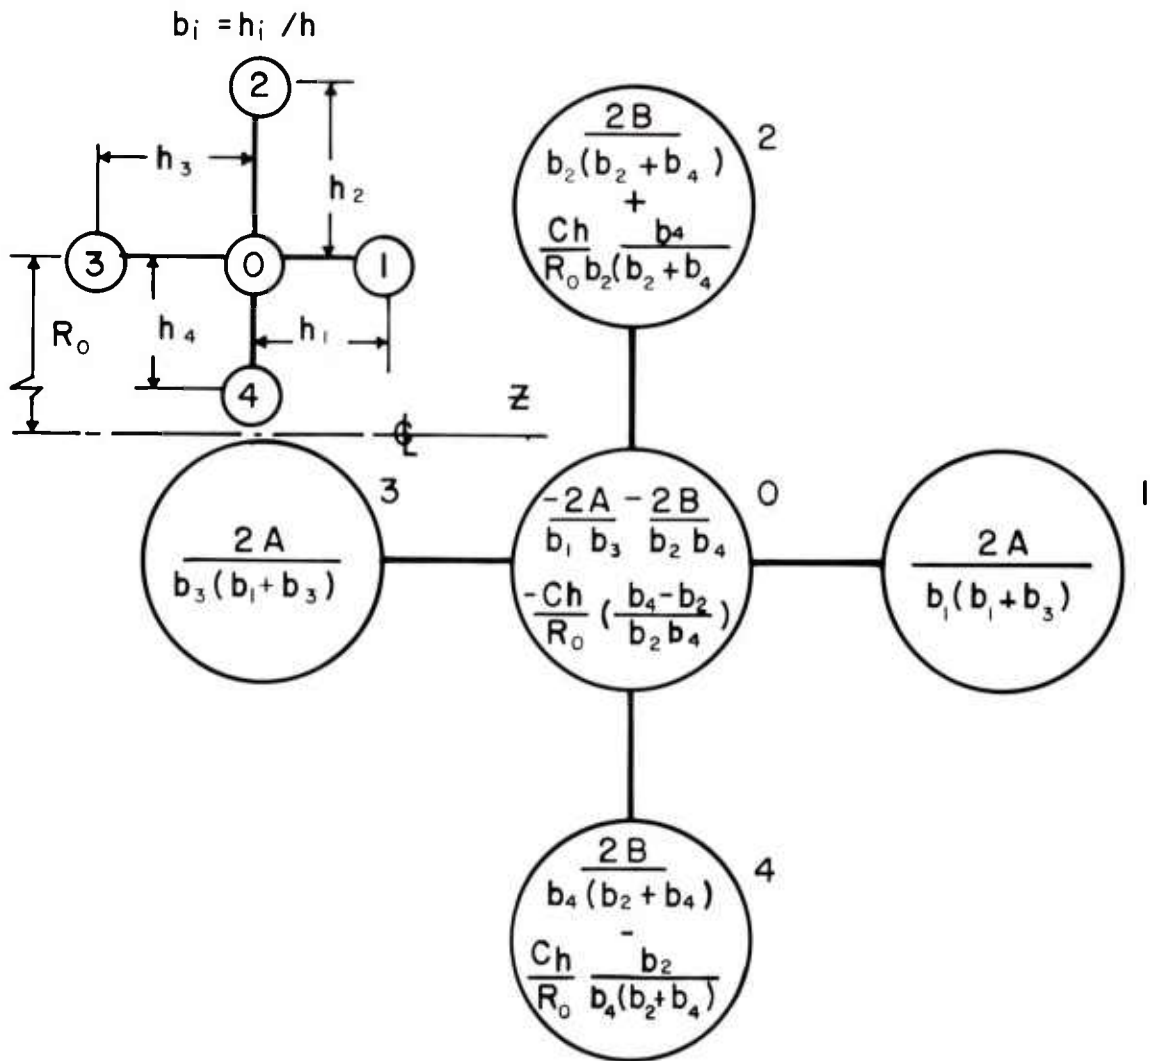 b_i = h_i / h
2
h_3
h_2
3
0
1
R_0
h_4
h_1
4
Z
℄
2
2B
b_2(b_2 + b_4)
+
Ch b_4
R_0 b_2(b_2 + b_4
3
2A
b_3(b_1 + b_3)
0
-2A - 2B
b_1 b_3 b_2 b_4
-Ch (b_4 - b_2)
R_0 b_2 b_4
1
2A
b_1(b_1 + b_3)
4
2B
b_4(b_2 + b_4)
-
Ch b_2
R_0 b_4(b_2 + b_4)